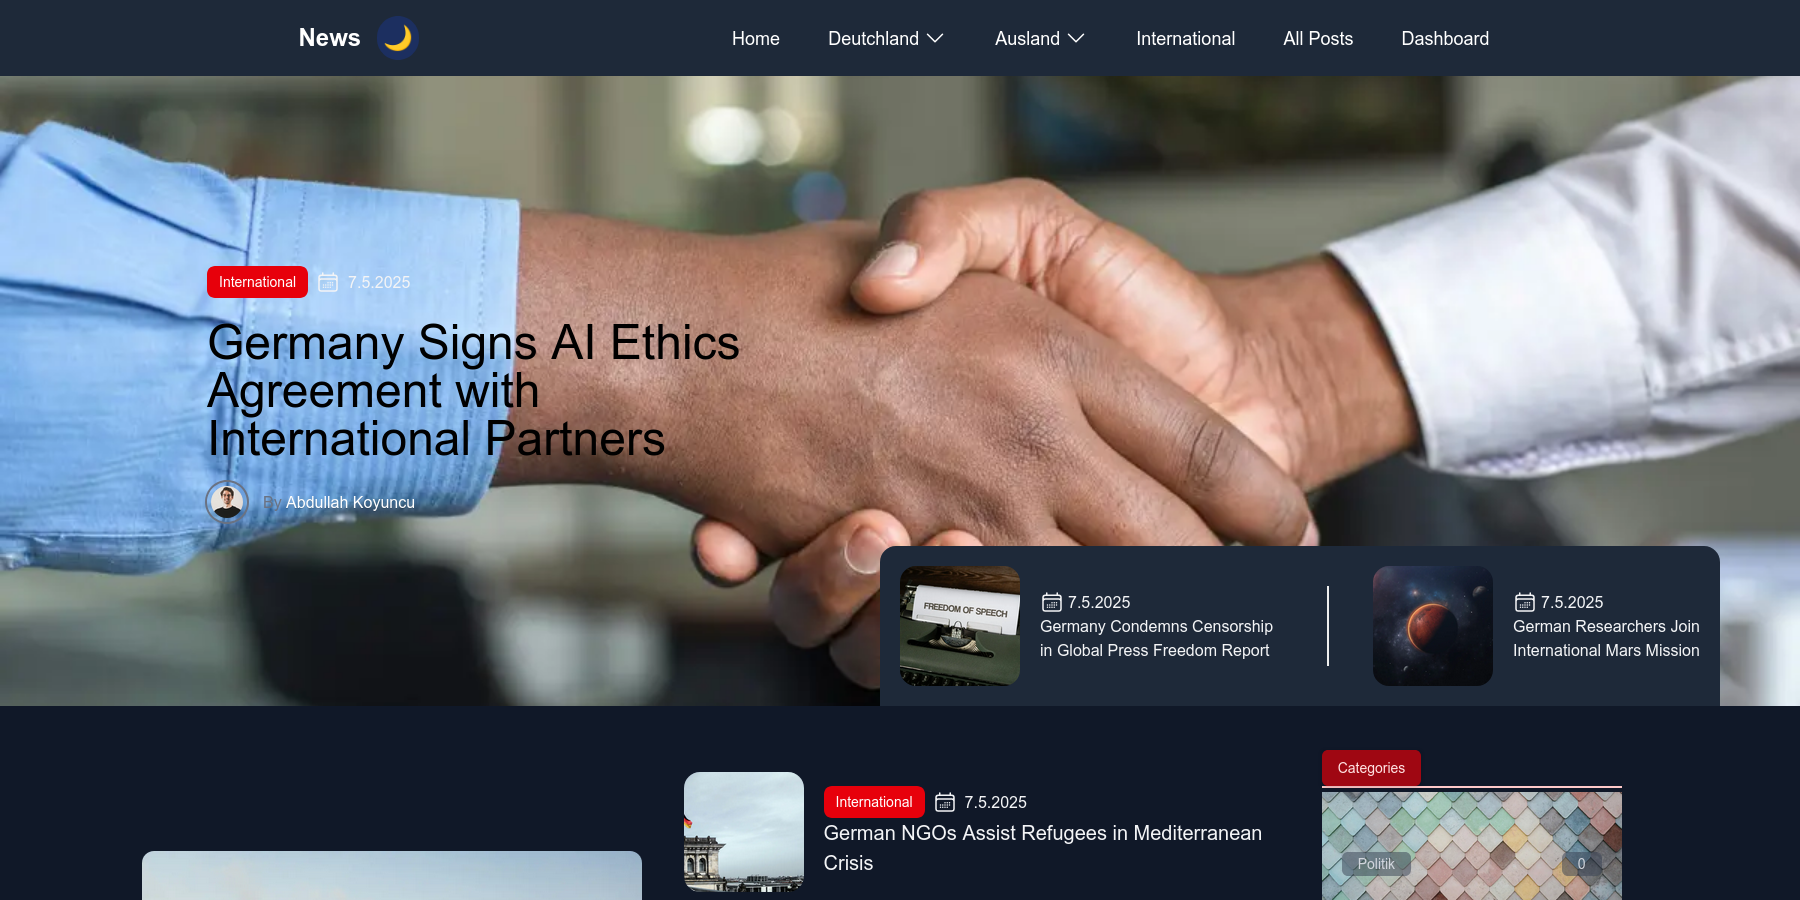 News
Home
Deutchland
Ausland
International
All Posts
Dashboard
International
7.5.2025
Germany Signs AI Ethics
Agreement with
International Partners
By Abdullah Koyuncu
FREEDOM OF SPEECH
7.5.2025
Germany Condemns Censorship
in Global Press Freedom Report
7.5.2025
German Researchers Join
International Mars Mission
International
7.5.2025
German NGOs Assist Refugees in Mediterranean
Crisis
Categories
Politik
0